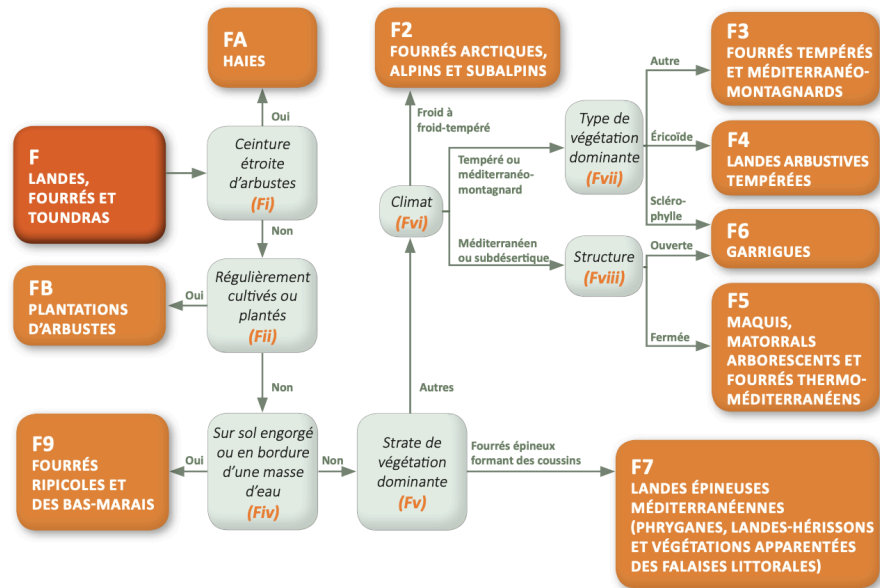 FA
HAIES
F2
FOURRÉS ARCTIQUES,
ALPINS ET SUBALPINS
F3
FOURRÉS TEMPÉRÉS
ET MÉDITERRANÉO-
MONTAGNARDS
Autre
Oui
Froid à
froid-tempéré
F
LANDES,
FOURRÉS ET
TOUNDRAS
Ceinture
étroite
d'arbustes
(Fi)
Type de
végétation
dominante
(Fvii)
Éricoïde
F4
LANDES ARBUSTIVES
TEMPÉRÉES
Tempéré ou
méditerranéo-
montagnard
Climat
(Fvi)
Scléro-
phylle
Non
Méditerranéen
ou subdésertique
Structure
(Fviii)
Ouverte
F6
GARRIGUES
FB
PLANTATIONS
D'ARBUSTES
Oui
Régulièrement
cultivés ou
plantés
(Fii)
Fermée
F5
MAQUIS,
MATORRALS
ARBORESCENTS ET
FOURRÉS THERMO-
MÉDITERRANÉENS
Non
Autres
F9
FOURRÉS
RIPICOLES ET
DES BAS-MARAIS
Oui
Sur sol engorgé
ou en bordure
d'une masse
d'eau
(Fiv)
Non
Strate de
végétation
dominante
(Fv)
Fourrés épineux
formant des coussins
F7
LANDES ÉPINEUSES
MÉDITERRANÉENNES
(PHRYGANES, LANDES-HÉRISSONS
ET VÉGÉTATIONS APPARENTÉES
DES FALAISES LITTORALES)